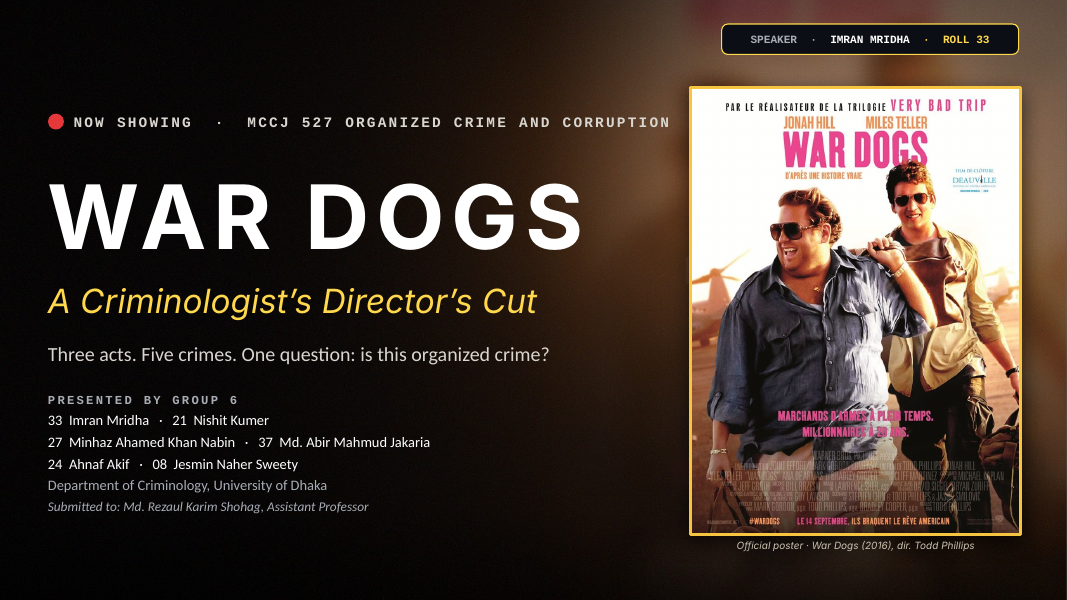 SPEAKER · IMRAN MRIDHA · ROLL 33
NOW SHOWING · MCCJ 527 ORGANIZED CRIME AND CORRUPTION
WAR DOGS
A Criminologist's Director's Cut
Three acts. Five crimes. One question: is this organized crime?
PRESENTED BY GROUP 6
33 Imran Mridha · 21 Nishit Kumer
27 Minhaz Ahamed Khan Nabin · 37 Md. Abir Mahmud Jakaria
24 Ahnaf Akif · 08 Jesmin Naher Sweety
Department of Criminology, University of Dhaka
Submitted to: Md. Rezaul Karim Shohag, Assistant Professor
PAR LE RÉALISATEUR DE LA TRILOGIE VERY BAD TRIP
JONAH HILL MILES TELLER
WAR DOGS
D'APRÈS UNE HISTOIRE VRAIE
FILM DE CLÔTURE
DEAUVILLE
MARCHANDS D'ARMES À PLEIN TEMPS.
MILLIONNAIRES À ANS.
#WARDOGS LE 14 SEPTEMBRE, ILS BRAQUENT LE RÊVE AMERICAIN
Official poster · War Dogs (2016), dir. Todd Phillips